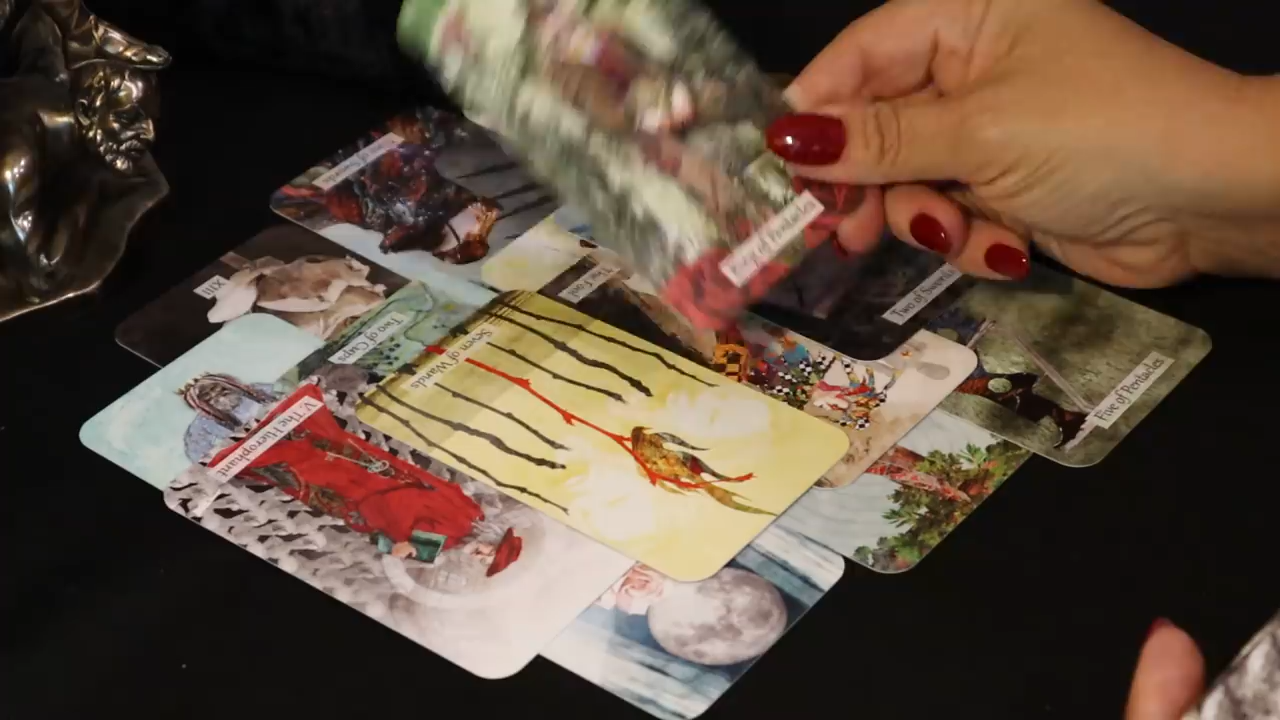 XIII
Two of Cups
The Fool
Seven of Wands
V. The Hierophant
of Pentacles
Two of Swords
Five of Pentacles